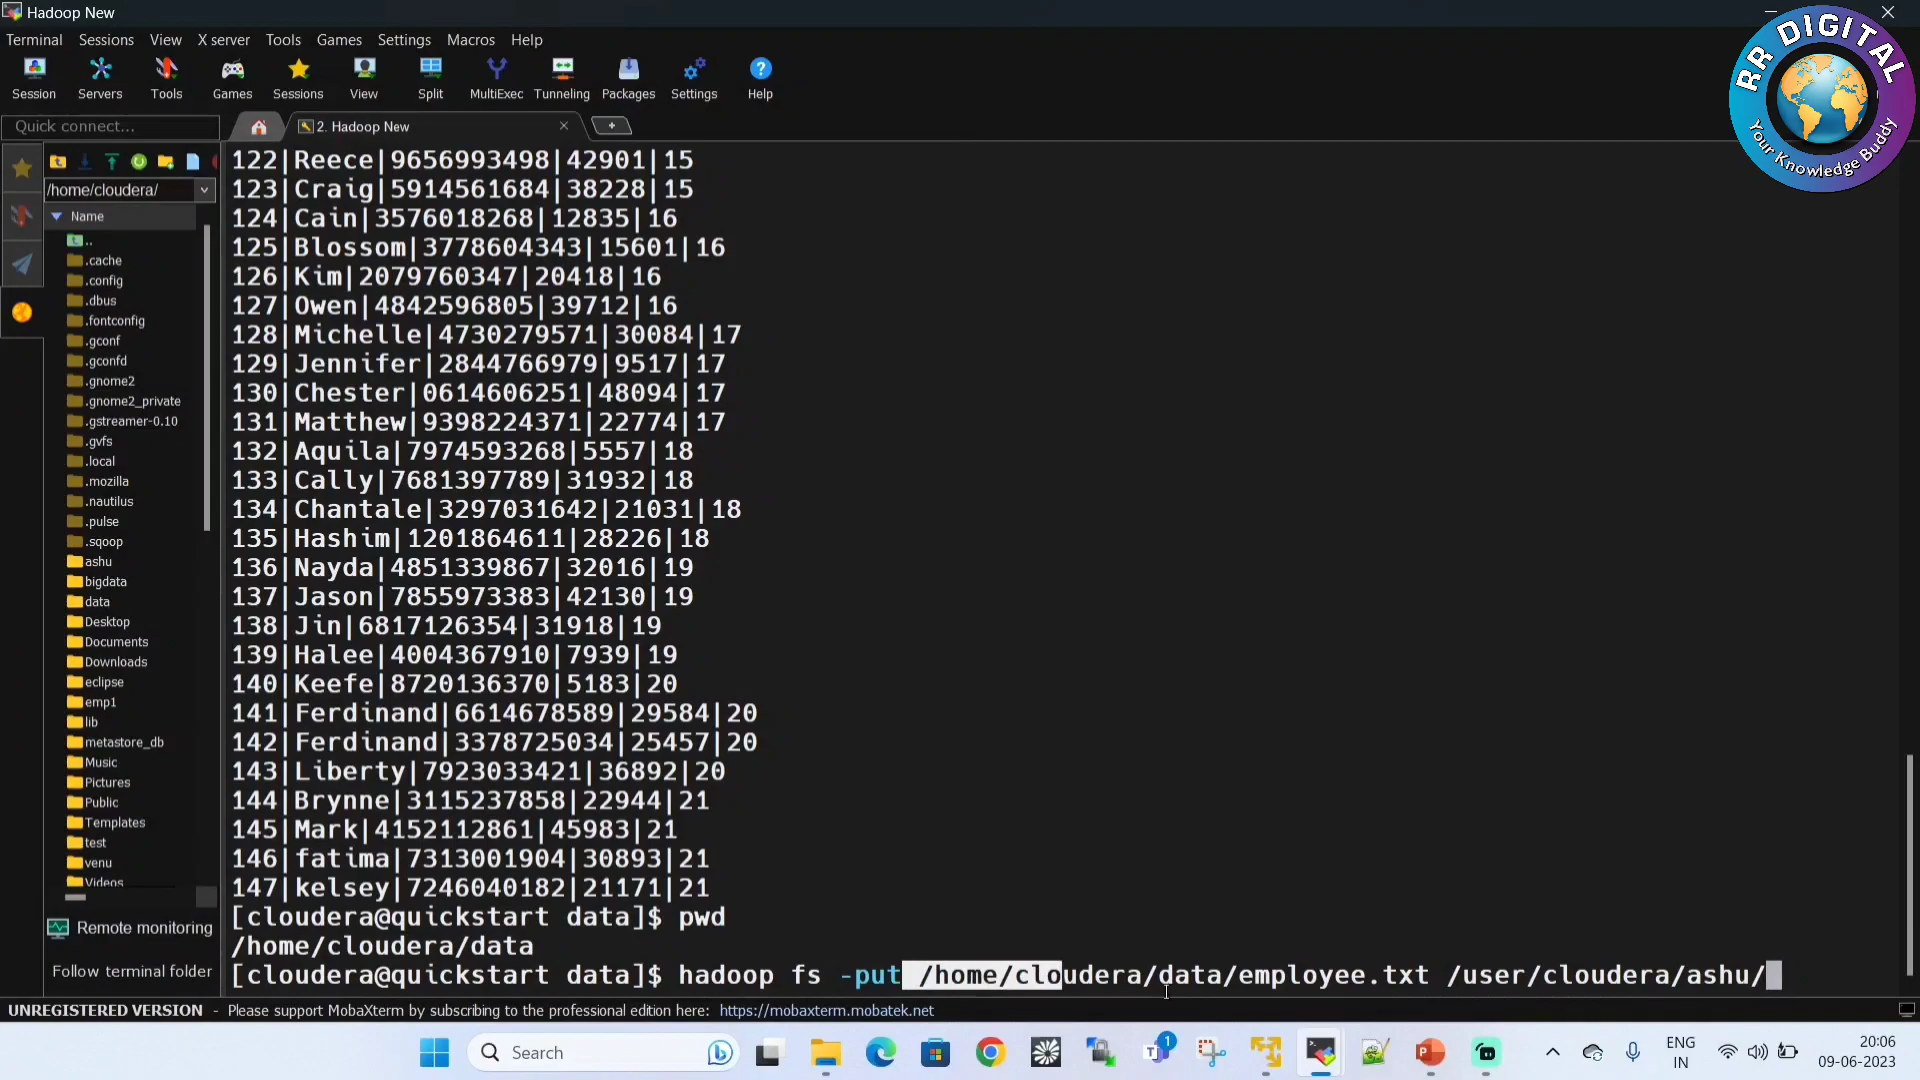 Hadoop New
Terminal Sessions View X server Tools Games Settings Macros Help
Session Servers Tools Games Sessions View Split MultiExec Tunneling Packages Settings Help
RR DIGITAL
Your Knowledge Buddy
Quick connect...
2. Hadoop New
/home/cloudera/
Name
..
.cache
.config
.dbus
.fontconfig
.gconf
.gconfd
.gnome2
.gnome2_private
.gstreamer-0.10
.gvfs
.local
.mozilla
.nautilus
.pulse
.sqoop
ashu
bigdata
data
Desktop
Documents
Downloads
eclipse
emp1
lib
metastore_db
Music
Pictures
Public
Templates
test
venu
Videos
Remote monitoring
Follow terminal folder
122|Reece|9656993498|42901|15
123|Craig|5914561684|38228|15
124|Cain|3576018268|12835|16
125|Blossom|3778604343|15601|16
126|Kim|2079760347|20418|16
127|Owen|4842596805|39712|16
128|Michelle|4730279571|30084|17
129|Jennifer|2844766979|9517|17
130|Chester|0614606251|48094|17
131|Matthew|9398224371|22774|17
132|Aquila|7974593268|5557|18
133|Cally|7681397789|31932|18
134|Chantale|3297031642|21031|18
135|Hashim|1201864611|28226|18
136|Nayda|4851339867|32016|19
137|Jason|7855973383|42130|19
138|Jin|6817126354|31918|19
139|Halee|4004367910|7939|19
140|Keefe|8720136370|5183|20
141|Ferdinand|6614678589|29584|20
142|Ferdinand|3378725034|25457|20
143|Liberty|7923033421|36892|20
144|Brynne|3115237858|22944|21
145|Mark|4152112861|45983|21
146|fatima|7313001904|30893|21
147|kelsey|7246040182|21171|21
[cloudera@quickstart data]$ pwd
/home/cloudera/data
[cloudera@quickstart data]$ hadoop fs -put /home/cloudera/data/employee.txt /user/cloudera/ashu/
UNREGISTERED VERSION - Please support MobaXterm by subscribing to the professional edition here: https://mobaxterm.mobatek.net
Search
1
ENG
IN
20:06
09-06-2023